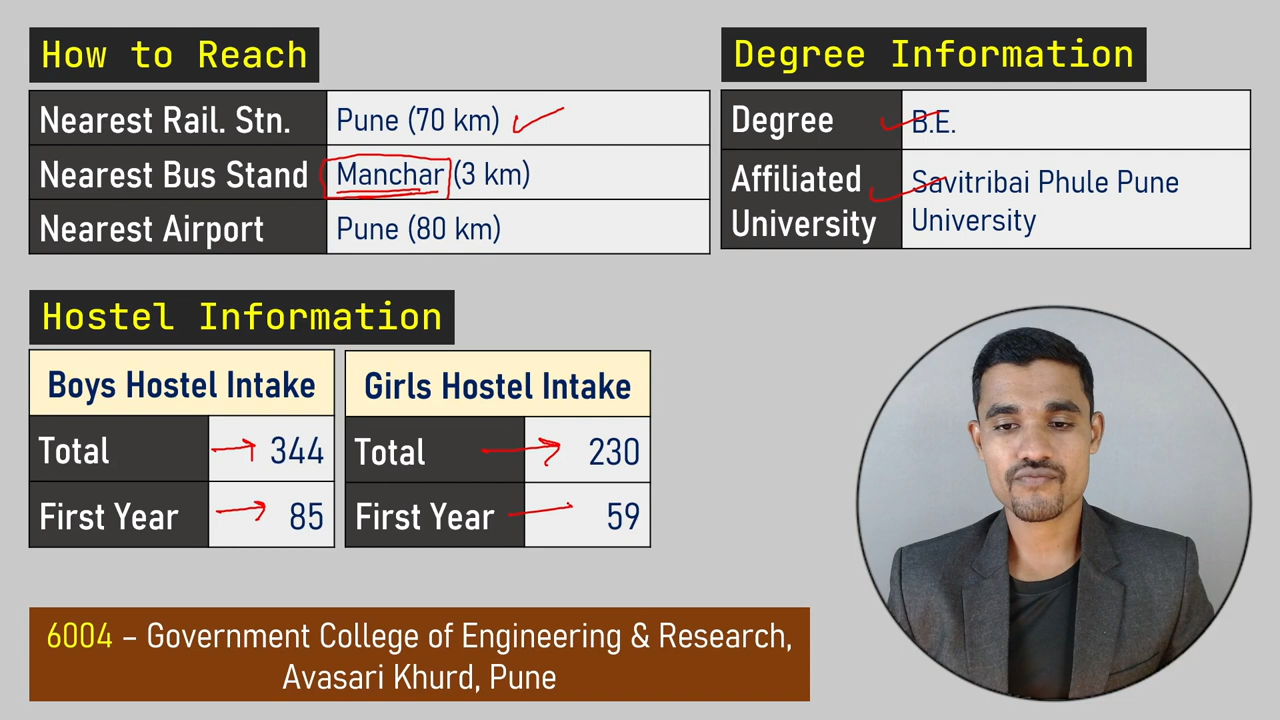 How to Reach
Nearest Rail. Stn. Pune (70 km)
Nearest Bus Stand Manchar (3 km)
Nearest Airport Pune (80 km)
Degree Information
Degree B.E.
Affiliated University Savitribai Phule Pune University
Hostel Information
Boys Hostel Intake
Total 344
First Year 85
Girls Hostel Intake
Total 230
First Year 59
6004 – Government College of Engineering & Research,
Avasari Khurd, Pune